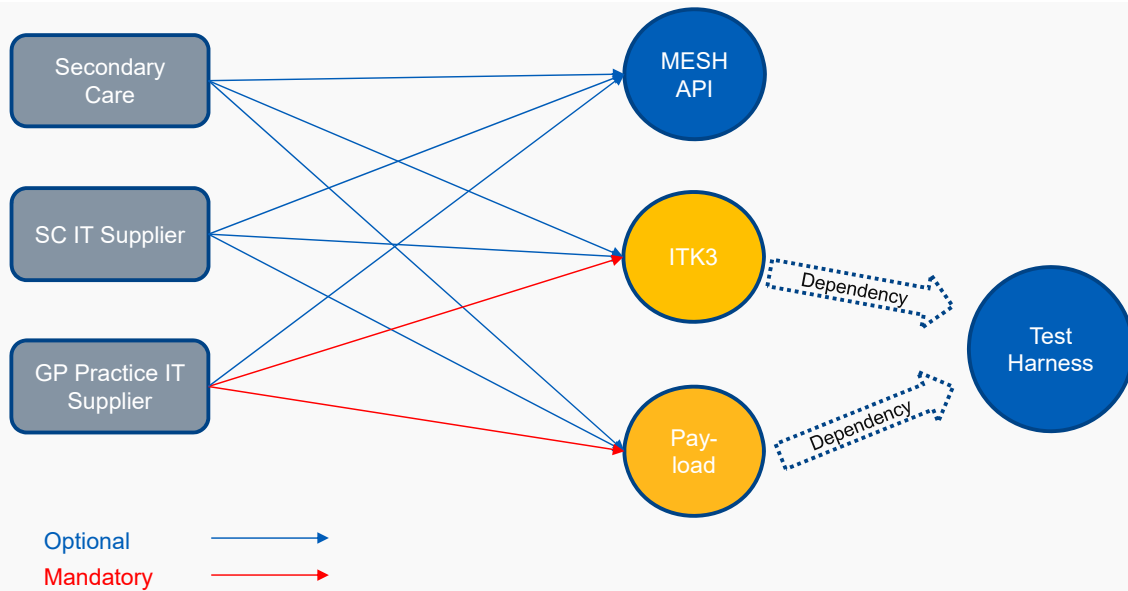 Secondary
Care
MESH
API
SC IT Supplier
ITK3
Dependency
GP Practice IT
Supplier
Test
Harness
Pay-
load
Dependency
Optional
Mandatory